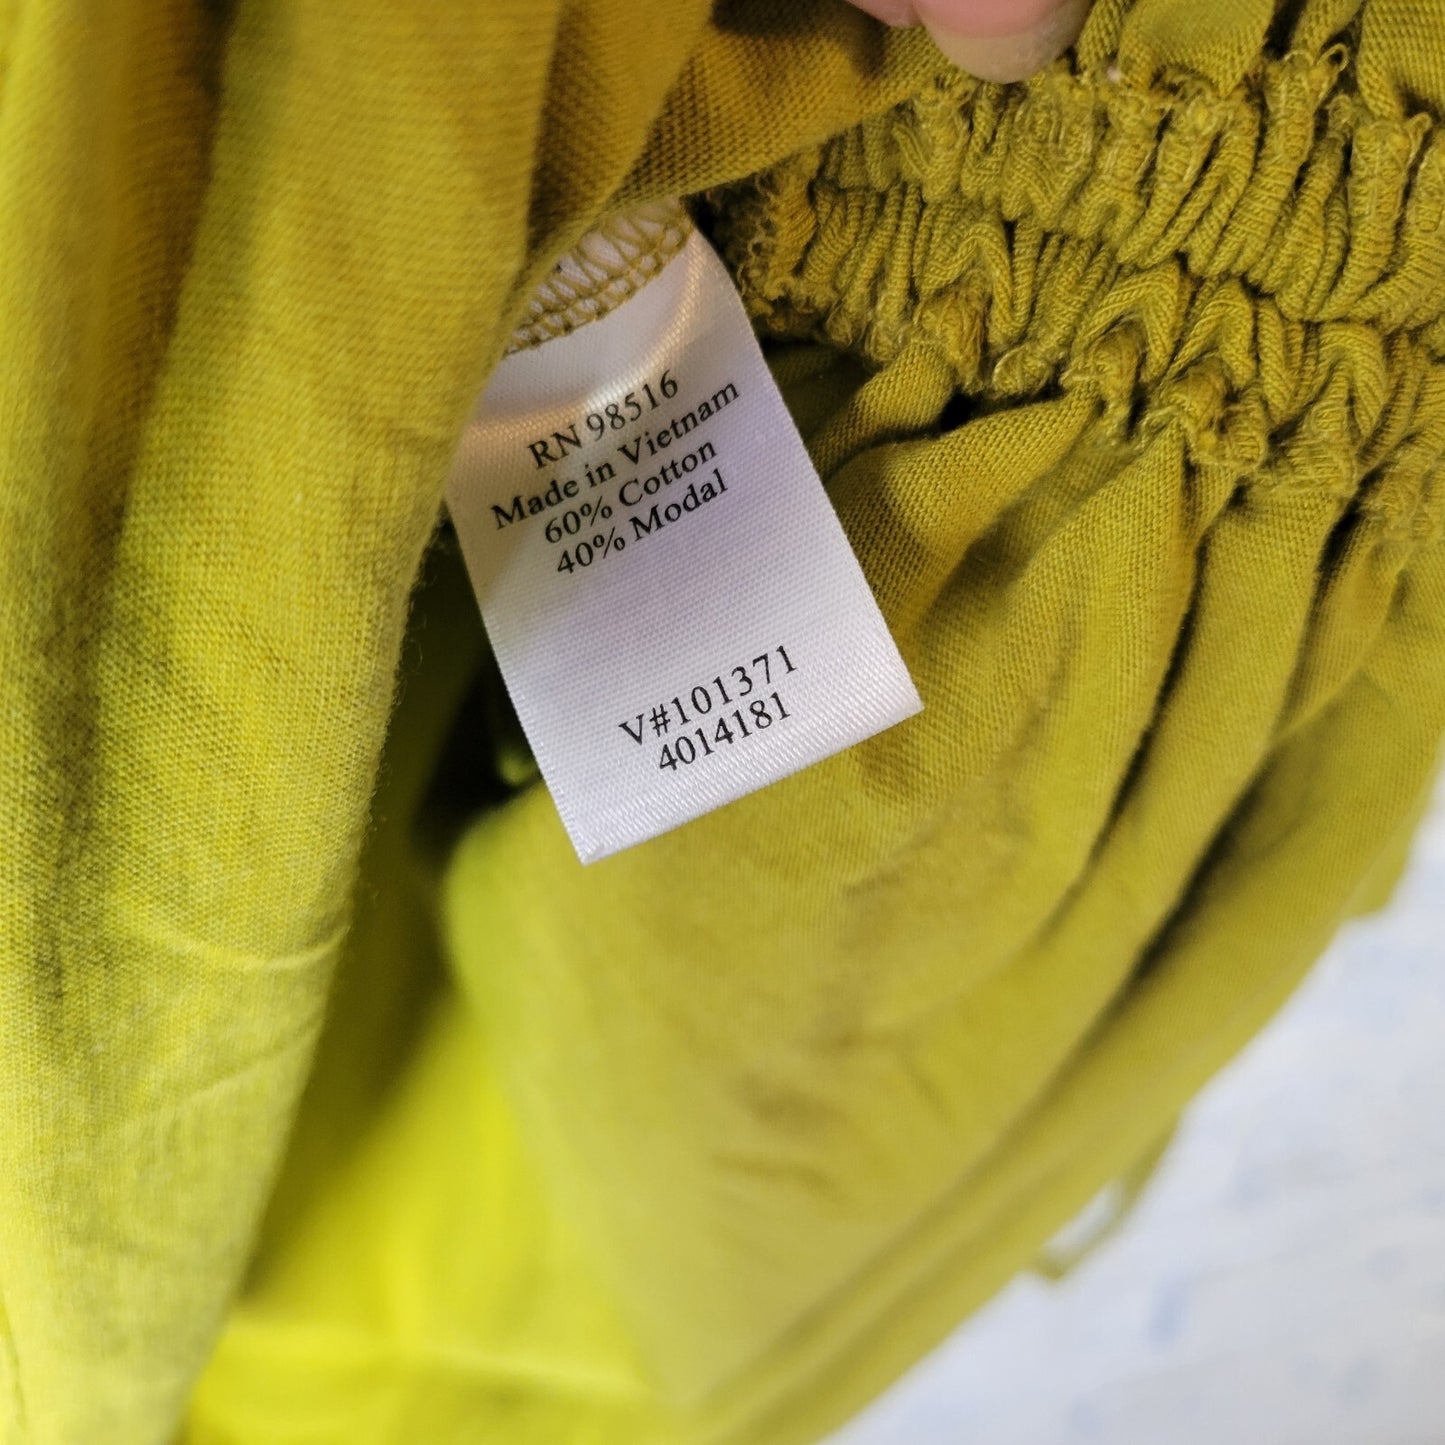 RN 98516
Made in Vietnam
60% Cotton
40% Modal
V#101371
4014181